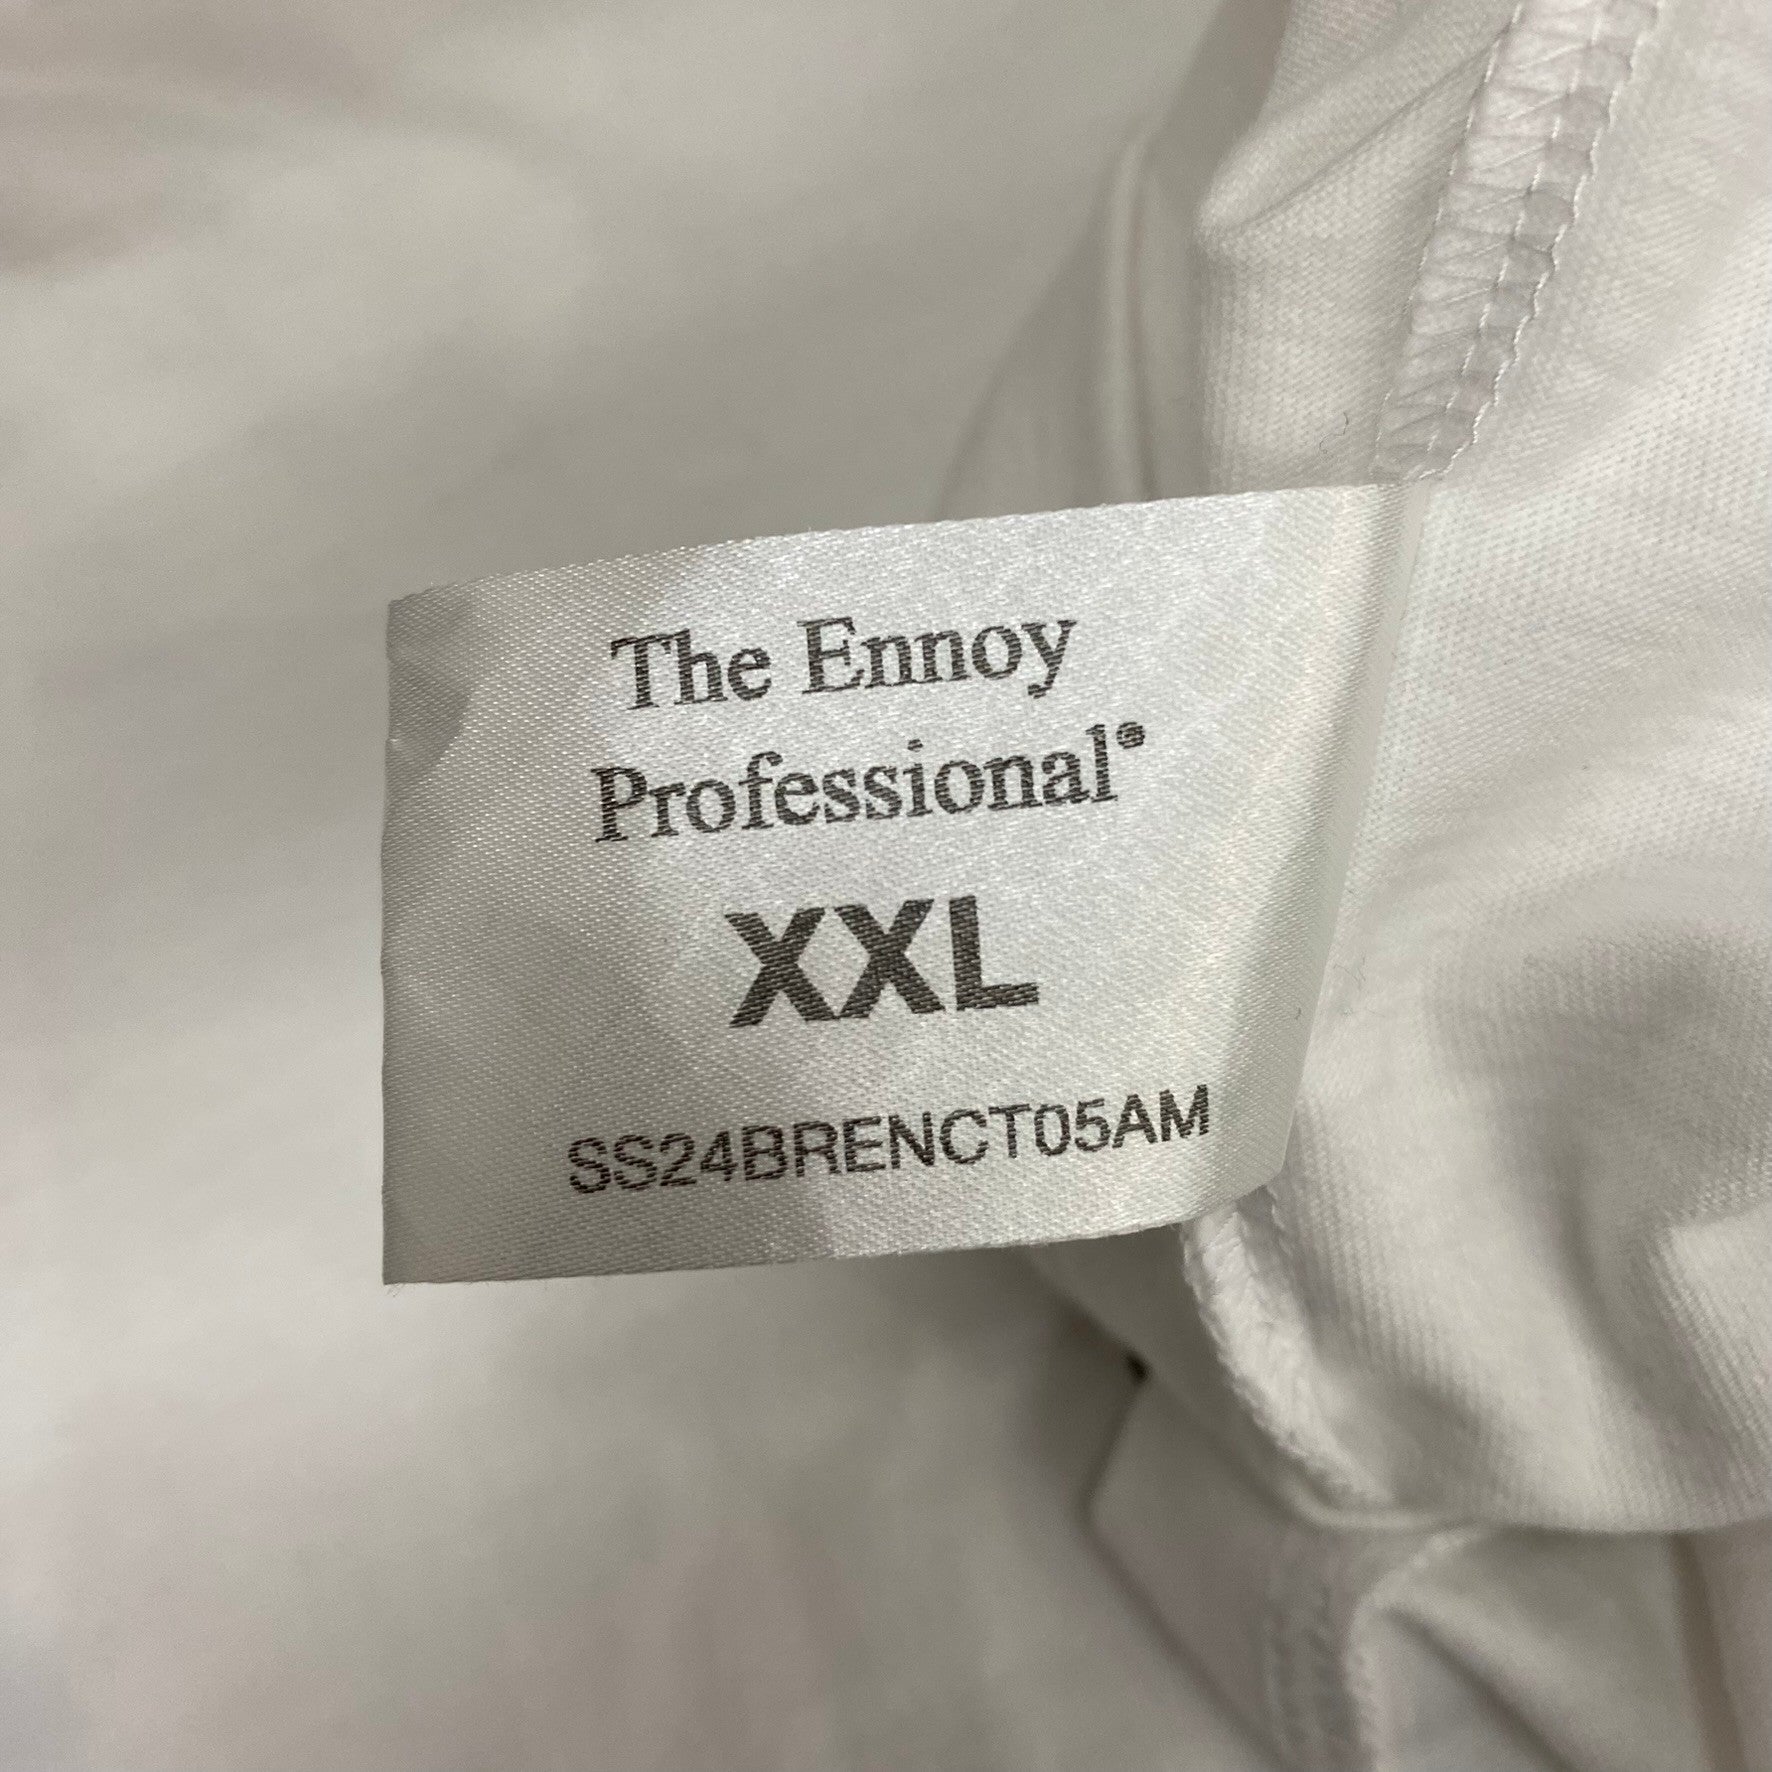 The Ennoy
Professional®
XXL
SS24BRENCT05AM